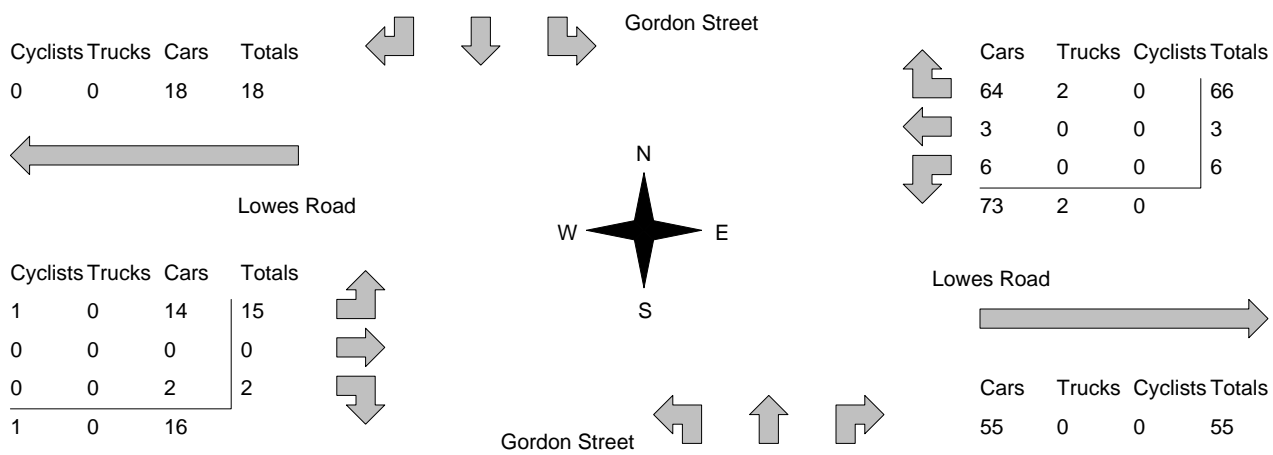 Gordon Street
Cyclists Trucks Cars Totals
0 0 18 18
Cars Trucks Cyclists Totals
64 2 0 66
3 0 0 3
6 0 0 6
73 2 0
Lowes Road
N
W E
S
Cyclists Trucks Cars Totals
1 0 14 15
0 0 0 0
0 0 2 2
1 0 16
Lowes Road
Cars Trucks Cyclists Totals
55 0 0 55
Gordon Street